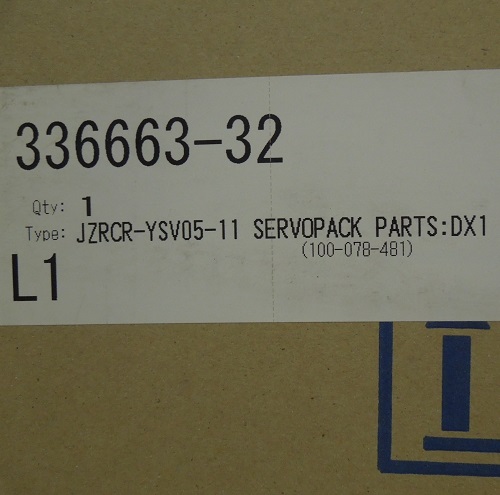 336663-32
Qty: 1
Type: JZRCR-YSV05-11 SERVOPACK PARTS:DX1
(100-078-481)
L1